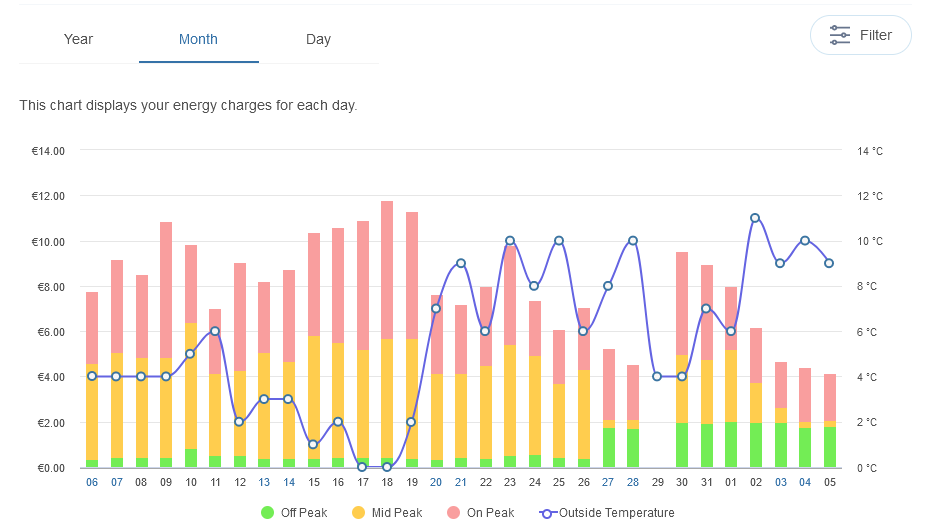 Year Month Day Filter
This chart displays your energy charges for each day.
€14.00 14 °C
€12.00 12 °C
€10.00 10 °C
€8.00 8 °C
€6.00 6 °C
€4.00 4 °C
€2.00 2 °C
€0.00 0 °C
06 07 08 09 10 11 12 13 14 15 16 17 18 19 20 21 22 23 24 25 26 27 28 29 30 31 01 02 03 04 05
Off Peak Mid Peak On Peak Outside Temperature